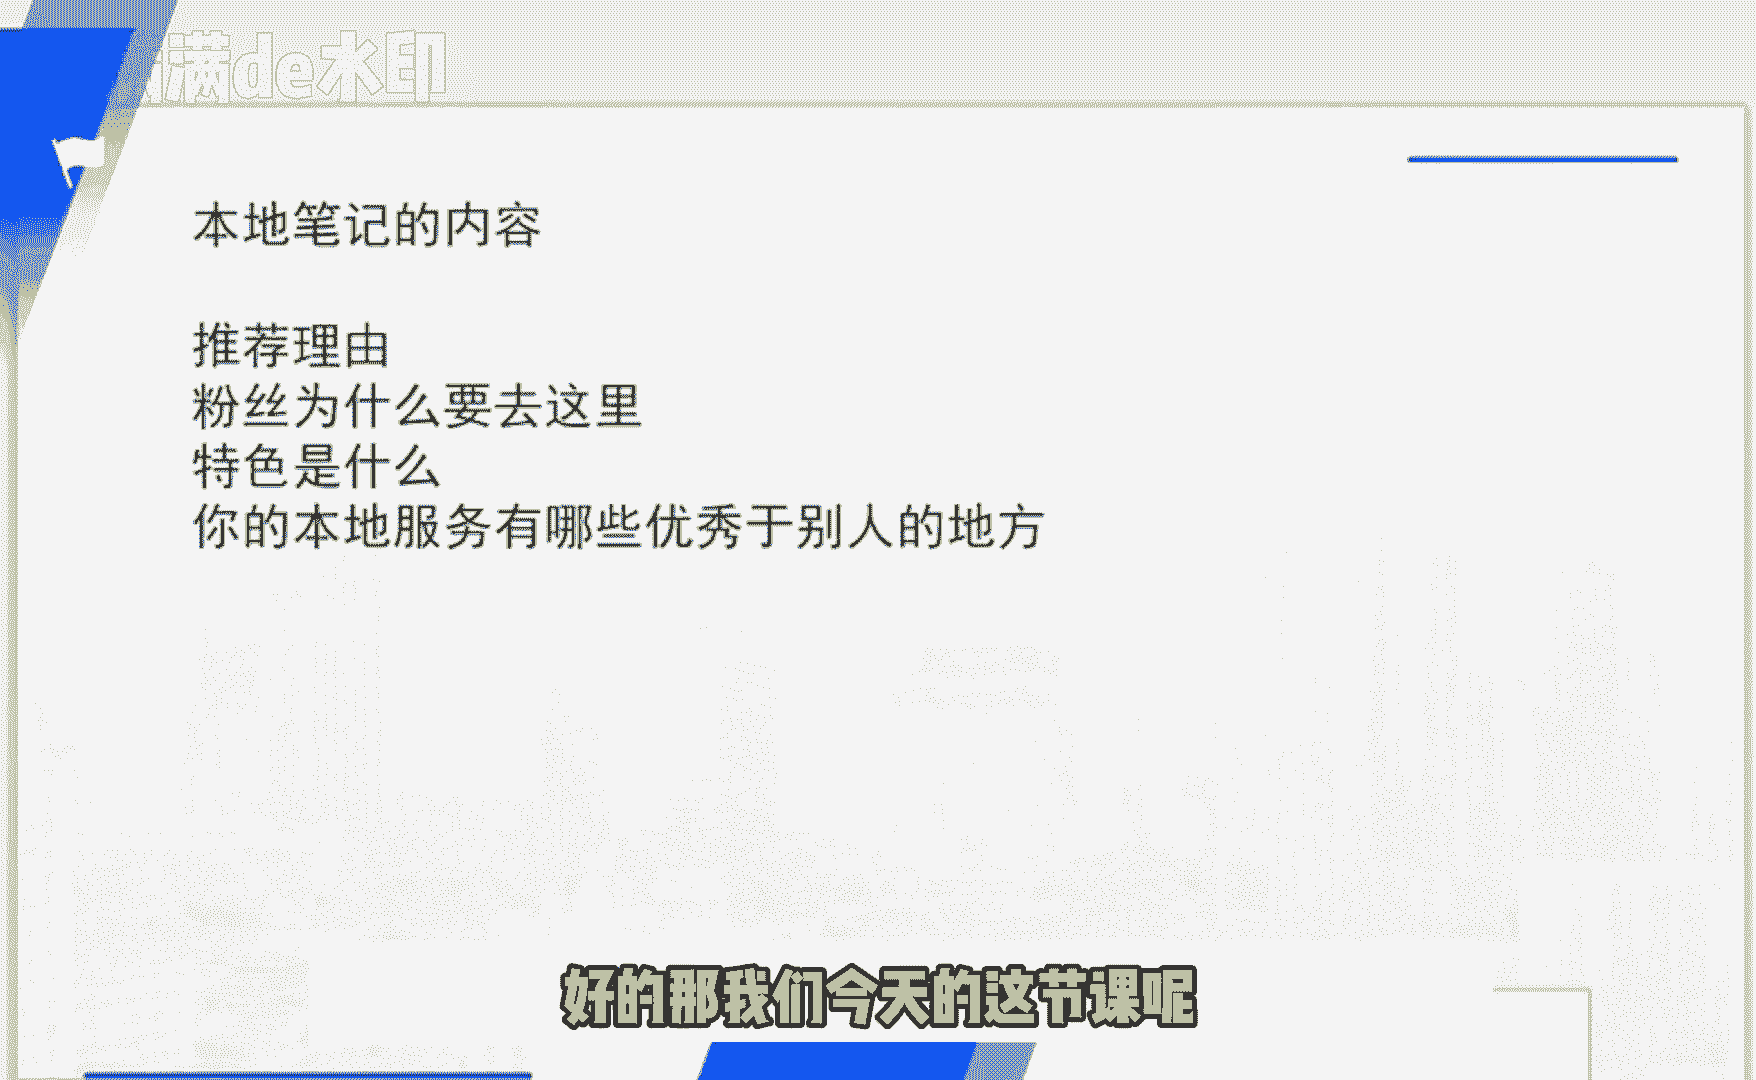 满de水印
本地笔记的内容
推荐理由
粉丝为什么要去这里
特色是什么
你的本地服务有哪些优秀于别人的地方
好的那我们今天的这节课呢